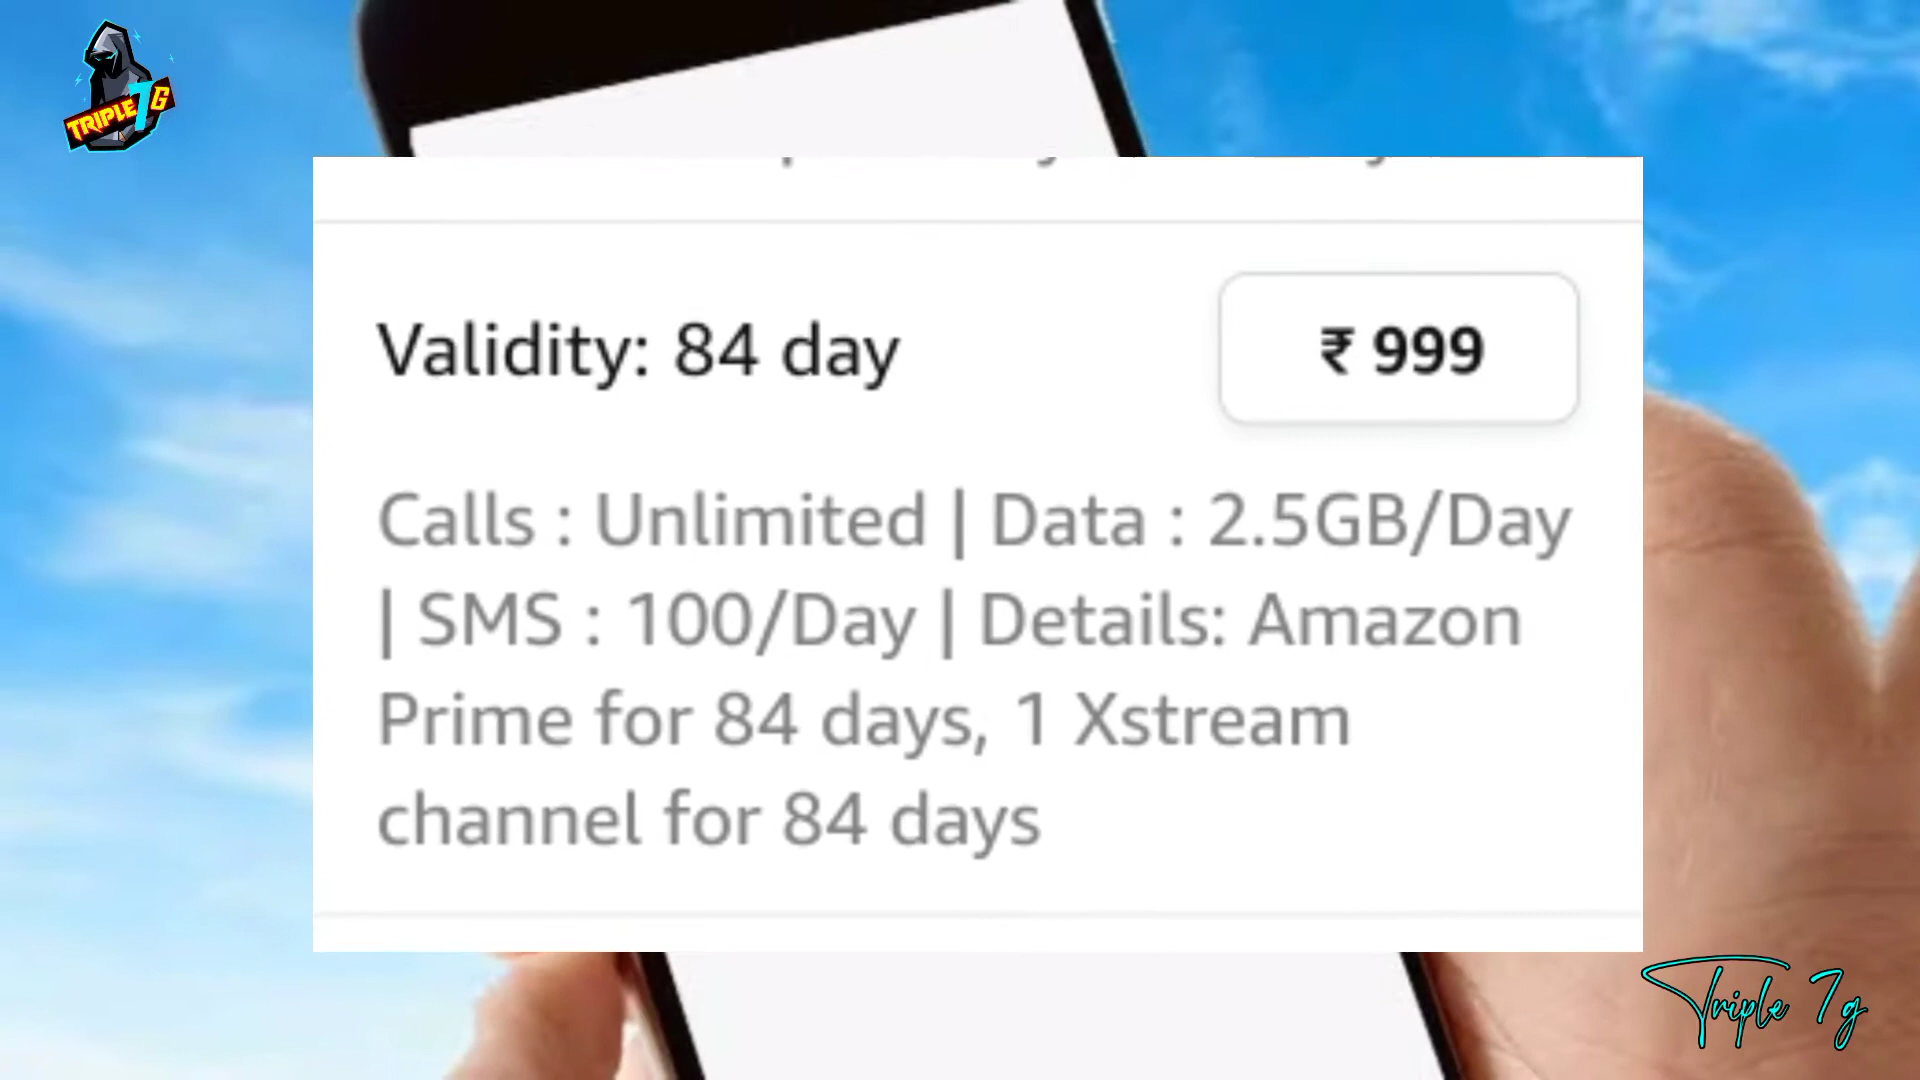 TRIPLE 7G
Validity: 84 day
₹ 999
Calls : Unlimited | Data : 2.5GB/Day
| SMS : 100/Day | Details: Amazon
Prime for 84 days, 1 Xstream
channel for 84 days
Triple 7g